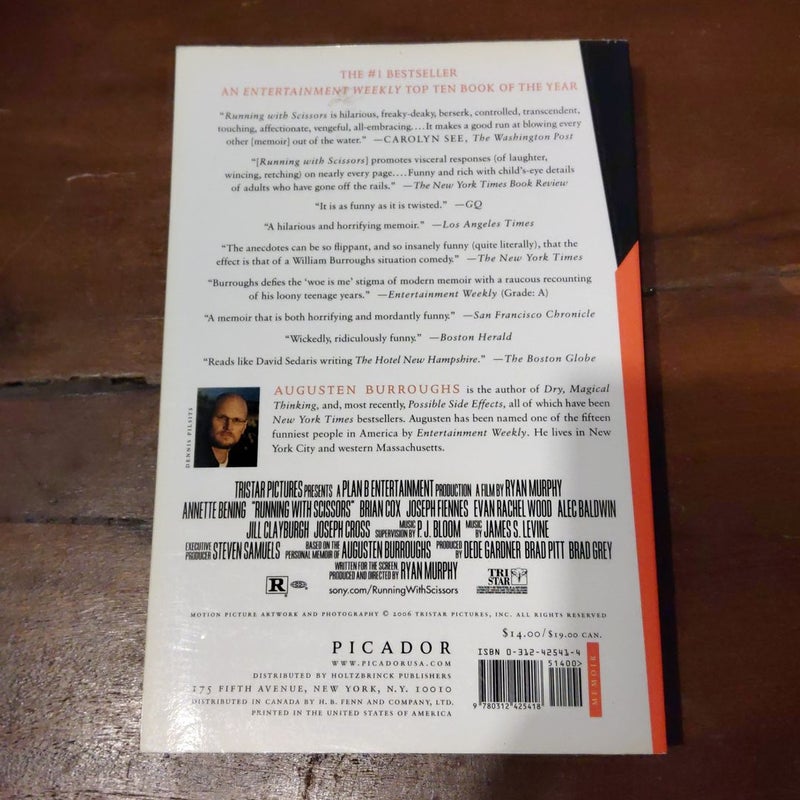 THE #1 BESTSELLER
AN ENTERTAINMENT WEEKLY TOP TEN BOOK OF THE YEAR
"Running with Scissors is hilarious, freaky-deaky, berserk, controlled, transcendent,
touching, affectionate, vengeful, all-embracing.... It makes a good run at blowing every
other [memoir] out of the water." —CAROLYN SEE, The Washington Post
"[Running with Scissors] promotes visceral responses (of laughter,
wincing, retching) on nearly every page.... Funny and rich with child's-eye details
of adults who have gone off the rails." —The New York Times Book Review
"It is as funny as it is twisted." —GQ
"A hilarious and horrifying memoir." —Los Angeles Times
"The anecdotes can be so flippant, and so insanely funny (quite literally), that the
effect is that of a William Burroughs situation comedy." —The New York Times
"Burroughs defies the 'woe is me' stigma of modern memoir with a raucous recounting
of his loony teenage years." —Entertainment Weekly (Grade: A)
"A memoir that is both horrifying and mordantly funny." —San Francisco Chronicle
"Wickedly, ridiculously funny." —Boston Herald
"Reads like David Sedaris writing The Hotel New Hampshire." —The Boston Globe
DENNIS PILSITS
AUGUSTEN BURROUGHS is the author of Dry, Magical
Thinking, and, most recently, Possible Side Effects, all of which have been
New York Times bestsellers. Augusten has been named one of the fifteen
funniest people in America by Entertainment Weekly. He lives in New
York City and western Massachusetts.
TRISTAR PICTURES PRESENTS A PLAN B ENTERTAINMENT PRODUCTION A FILM BY RYAN MURPHY
ANNETTE BENING "RUNNING WITH SCISSORS" BRIAN COX JOSEPH FIENNES EVAN RACHEL WOOD ALEC BALDWIN
JILL CLAYBURGH JOSEPH CROSS MUSIC SUPERVISION BY P.J. BLOOM MUSIC BY JAMES S. LEVINE
EXECUTIVE PRODUCER STEVEN SAMUELS BASED ON THE PERSONAL MEMOIR OF AUGUSTEN BURROUGHS PRODUCED BY DEDE GARDNER BRAD PITT BRAD GREY
WRITTEN FOR THE SCREEN, PRODUCED AND DIRECTED BY RYAN MURPHY
R
sony.com/RunningWithScissors
TRI STAR
MOTION PICTURE ARTWORK AND PHOTOGRAPHY © 2006 TRISTAR PICTURES, INC. ALL RIGHTS RESERVED
$14.00/$19.00 CAN.
PICADOR
WWW.PICADORUSA.COM
DISTRIBUTED BY HOLTZBRINCK PUBLISHERS
175 FIFTH AVENUE, NEW YORK, N.Y. 10010
DISTRIBUTED IN CANADA BY H. B. FENN AND COMPANY, LTD.
PRINTED IN THE UNITED STATES OF AMERICA
ISBN 0-312-42541-4
51400>
9 780312 425418
MEMOIR